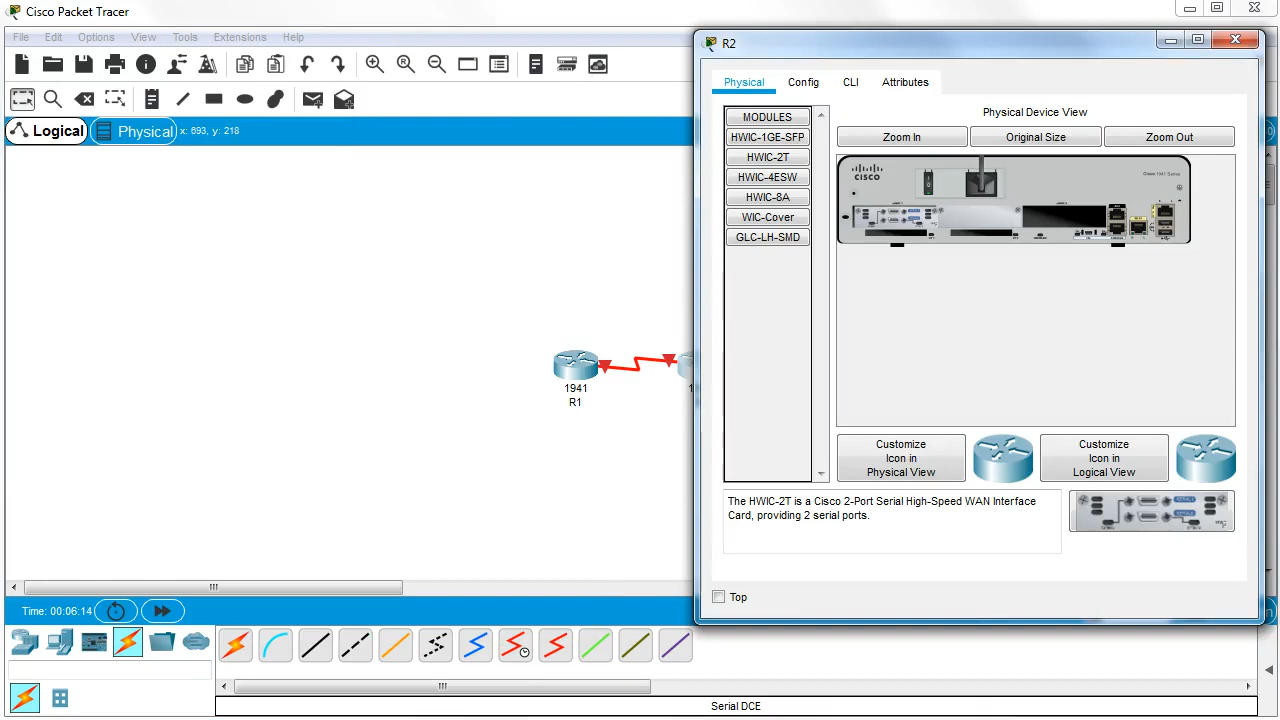 Cisco Packet Tracer
File Edit Options View Tools Extensions Help
Logical
Physical
x: 693, y: 218
1941
R1
Time: 00:06:14
Serial DCE
R2
Physical Config CLI Attributes
MODULES
HWIC-1GE-SFP
HWIC-2T
HWIC-4ESW
HWIC-8A
WIC-Cover
GLC-LH-SMD
Physical Device View
Zoom In Original Size Zoom Out
CISCO
Cisco 1941 Series
Customize
Icon in
Physical View
Customize
Icon in
Logical View
The HWIC-2T is a Cisco 2-Port Serial High-Speed WAN Interface
Card, providing 2 serial ports.
Top